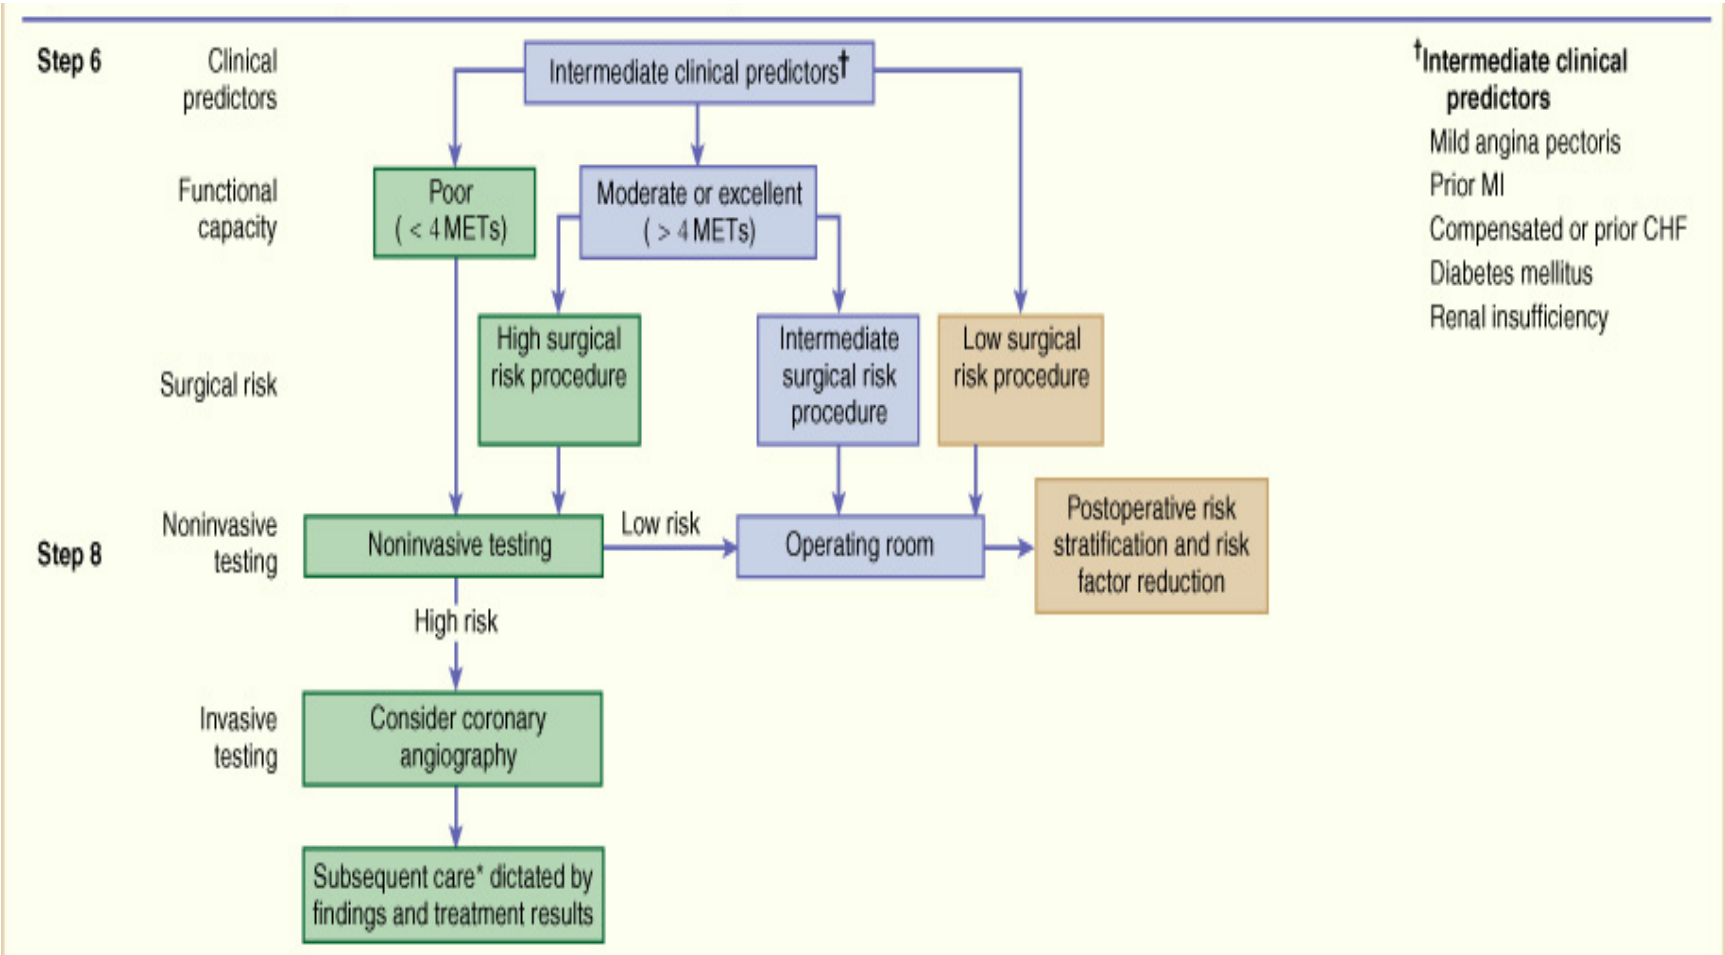 Step 6
Clinical
predictors
Intermediate clinical predictors†
†Intermediate clinical
predictors
Mild angina pectoris
Prior MI
Compensated or prior CHF
Diabetes mellitus
Renal insufficiency
Functional
capacity
Poor
( < 4 METs)
Moderate or excellent
( > 4 METs)
Surgical risk
High surgical
risk procedure
Intermediate
surgical risk
procedure
Low surgical
risk procedure
Step 8
Noninvasive
testing
Noninvasive testing
Low risk
Operating room
Postoperative risk
stratification and risk
factor reduction
High risk
Invasive
testing
Consider coronary
angiography
Subsequent care* dictated by
findings and treatment results